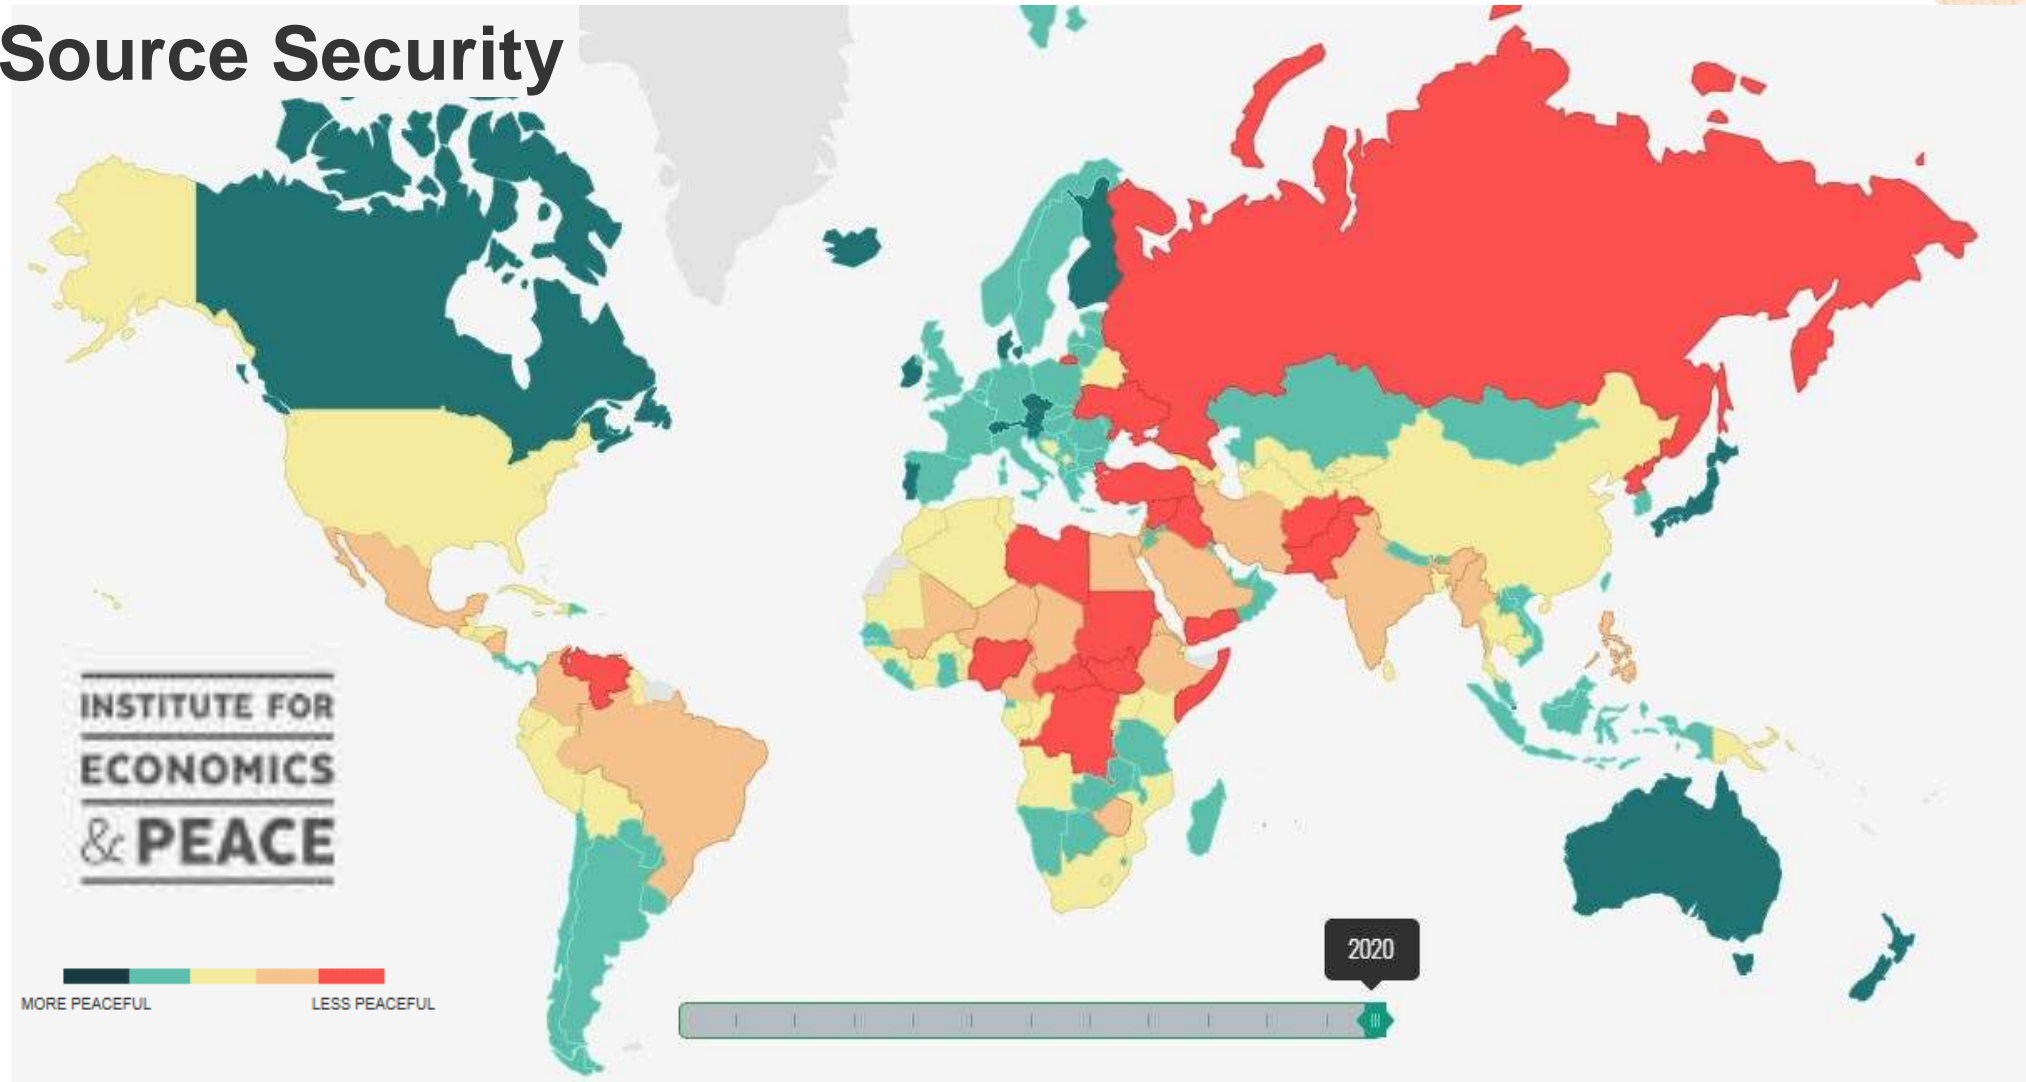 Source Security
INSTITUTE FOR
ECONOMICS
& PEACE
2020
MORE PEACEFUL
LESS PEACEFUL